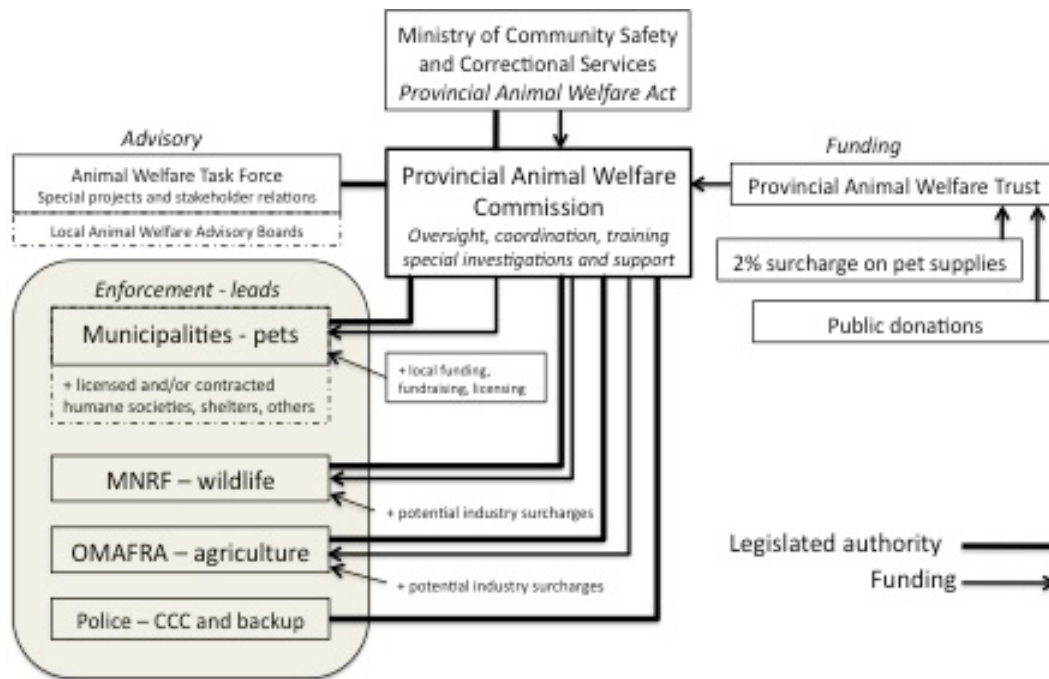 Ministry of Community Safety
and Correctional Services
Provincial Animal Welfare Act
Advisory
Animal Welfare Task Force
Special projects and stakeholder relations
Local Animal Welfare Advisory Boards
Provincial Animal Welfare
Commission
Oversight, coordination, training
special investigations and support
Funding
Provincial Animal Welfare Trust
2% surcharge on pet supplies
Public donations
Enforcement - leads
Municipalities - pets
+ licensed and/or contracted
humane societies, shelters, others
+ local funding,
fundraising, licensing
MNRF – wildlife
+ potential industry surcharges
OMAFRA – agriculture
+ potential industry surcharges
Police – CCC and backup
Legislated authority
Funding